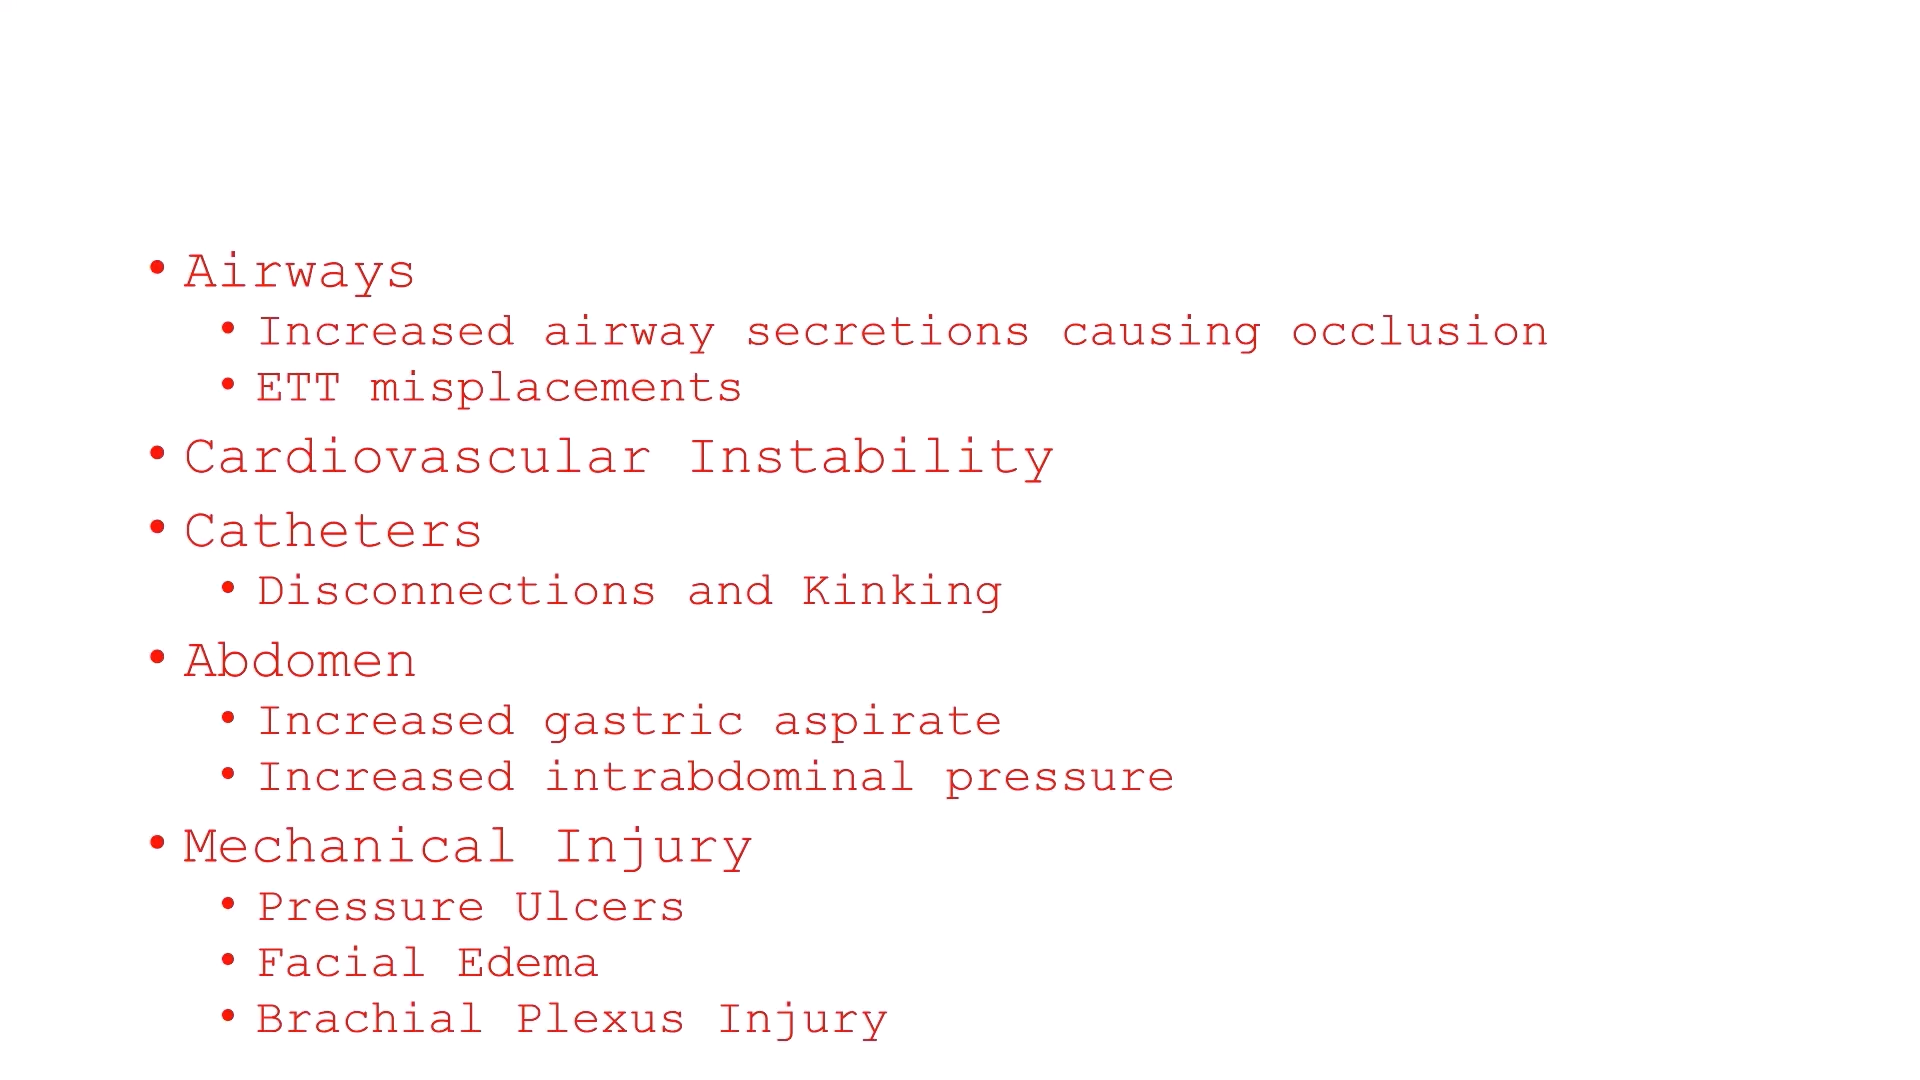 • Airways
• Increased airway secretions causing occlusion
• ETT misplacements
• Cardiovascular Instability
• Catheters
• Disconnections and Kinking
• Abdomen
• Increased gastric aspirate
• Increased intrabdominal pressure
• Mechanical Injury
• Pressure Ulcers
• Facial Edema
• Brachial Plexus Injury